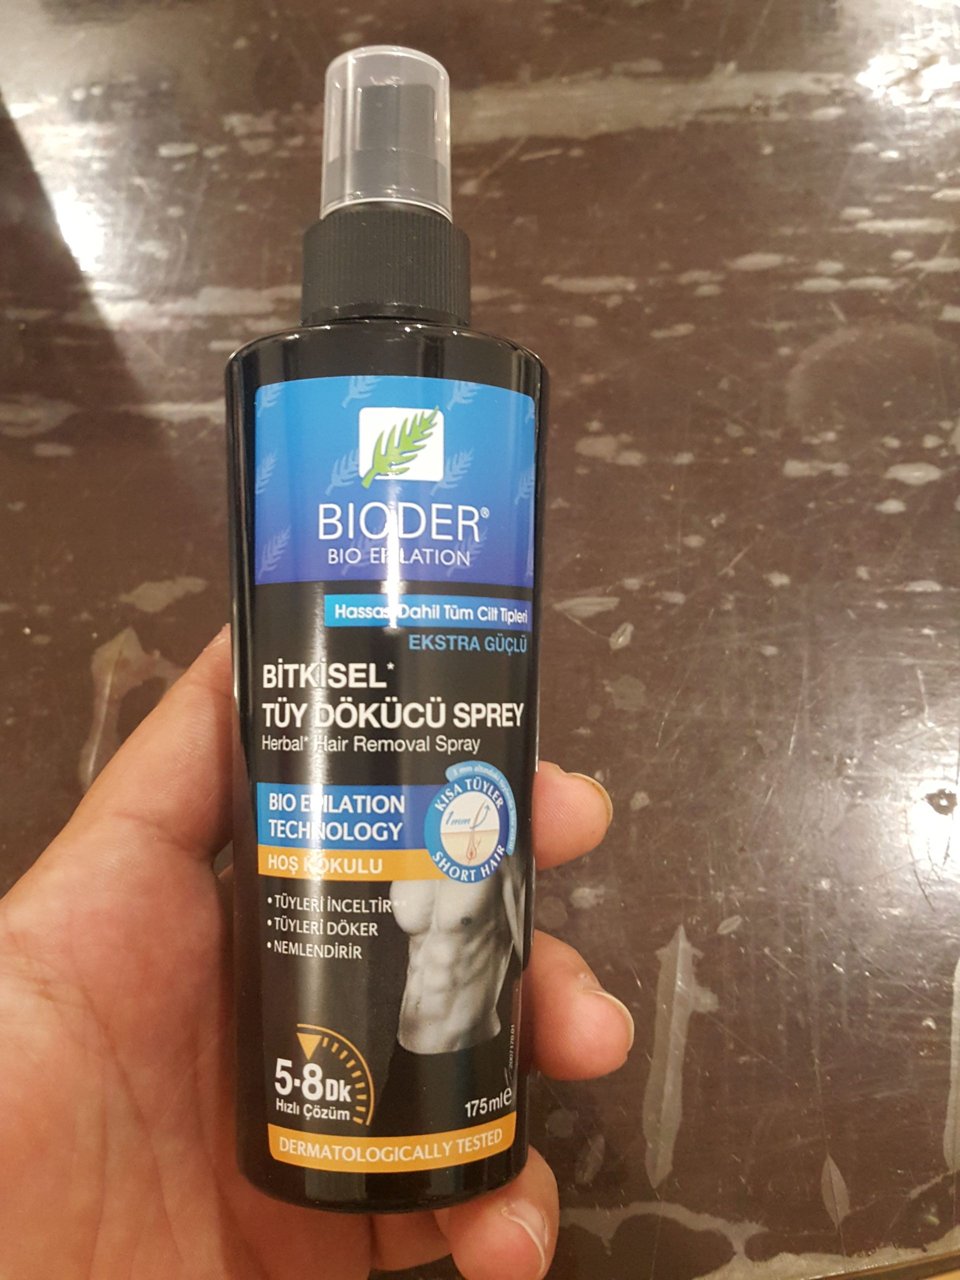 BIODER®
BIO EPILATION
Hassas Dahil Tüm Cilt Tipleri
EKSTRA GÜÇLÜ
BİTKİSEL*
TÜY DÖKÜCÜ SPREY
Herbal* Hair Removal Spray
BIO EPILATION
TECHNOLOGY
HOŞ KOKULU
KISA TÜYLER
1mm
SHORT HAIR
• TÜYLERİ İNCELTİR**
• TÜYLERİ DÖKER
• NEMLENDİRİR
5-8DK
Hızlı Çözüm
175ml e
DERMATOLOGICALLY TESTED